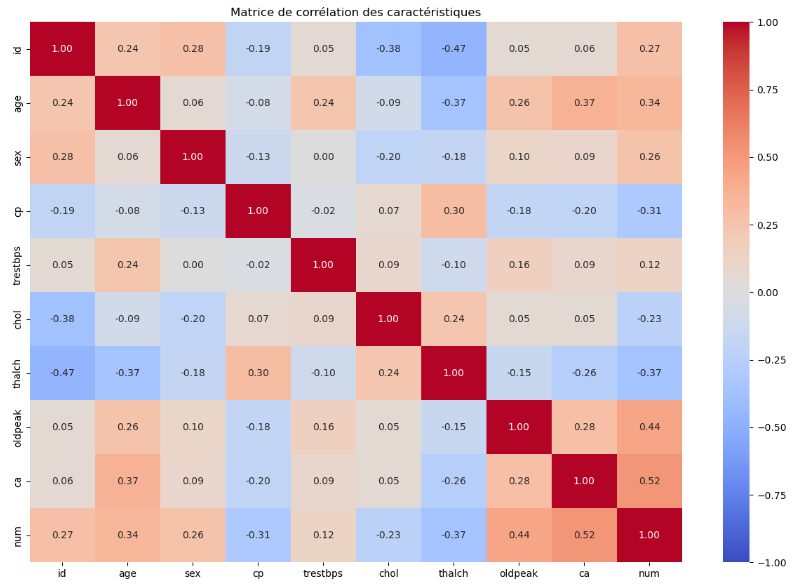 Matrice de corrélation des caractéristiques
id 1.00 0.24 0.28 -0.19 0.05 -0.38 -0.47 0.05 0.06 0.27
age 0.24 1.00 0.06 -0.08 0.24 -0.09 -0.37 0.26 0.37 0.34
sex 0.28 0.06 1.00 -0.13 0.00 -0.20 -0.18 0.10 0.09 0.26
cp -0.19 -0.08 -0.13 1.00 -0.02 0.07 0.30 -0.18 -0.20 -0.31
trestbps 0.05 0.24 0.00 -0.02 1.00 0.09 -0.10 0.16 0.09 0.12
chol -0.38 -0.09 -0.20 0.07 0.09 1.00 0.24 0.05 0.05 -0.23
thalch -0.47 -0.37 -0.18 0.30 -0.10 0.24 1.00 -0.15 -0.26 -0.37
oldpeak 0.05 0.26 0.10 -0.18 0.16 0.05 -0.15 1.00 0.28 0.44
ca 0.06 0.37 0.09 -0.20 0.09 0.05 -0.26 0.28 1.00 0.52
num 0.27 0.34 0.26 -0.31 0.12 -0.23 -0.37 0.44 0.52 1.00
id age sex cp trestbps chol thalch oldpeak ca num
1.00
0.75
0.50
0.25
0.00
−0.25
−0.50
−0.75
−1.00